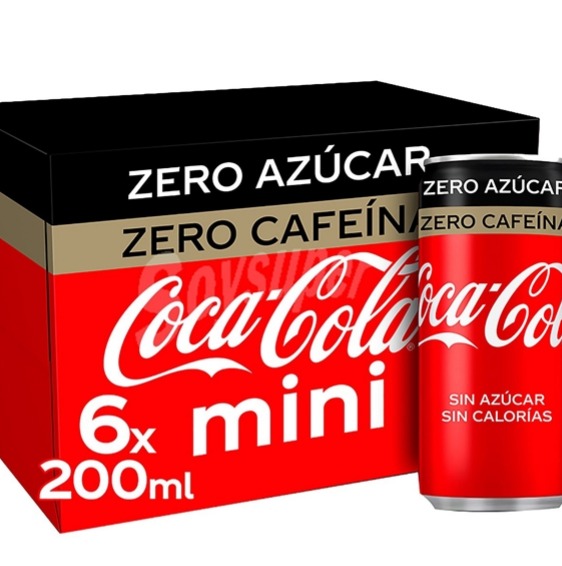 ZERO AZÚCAR
ZERO CAFEÍNA
Coca-Cola
mini
6x
200ml
soysuper
ZERO AZÚCAR
ZERO CAFEÍNA
Coca-Col
SIN AZÚCAR
SIN CALORÍAS